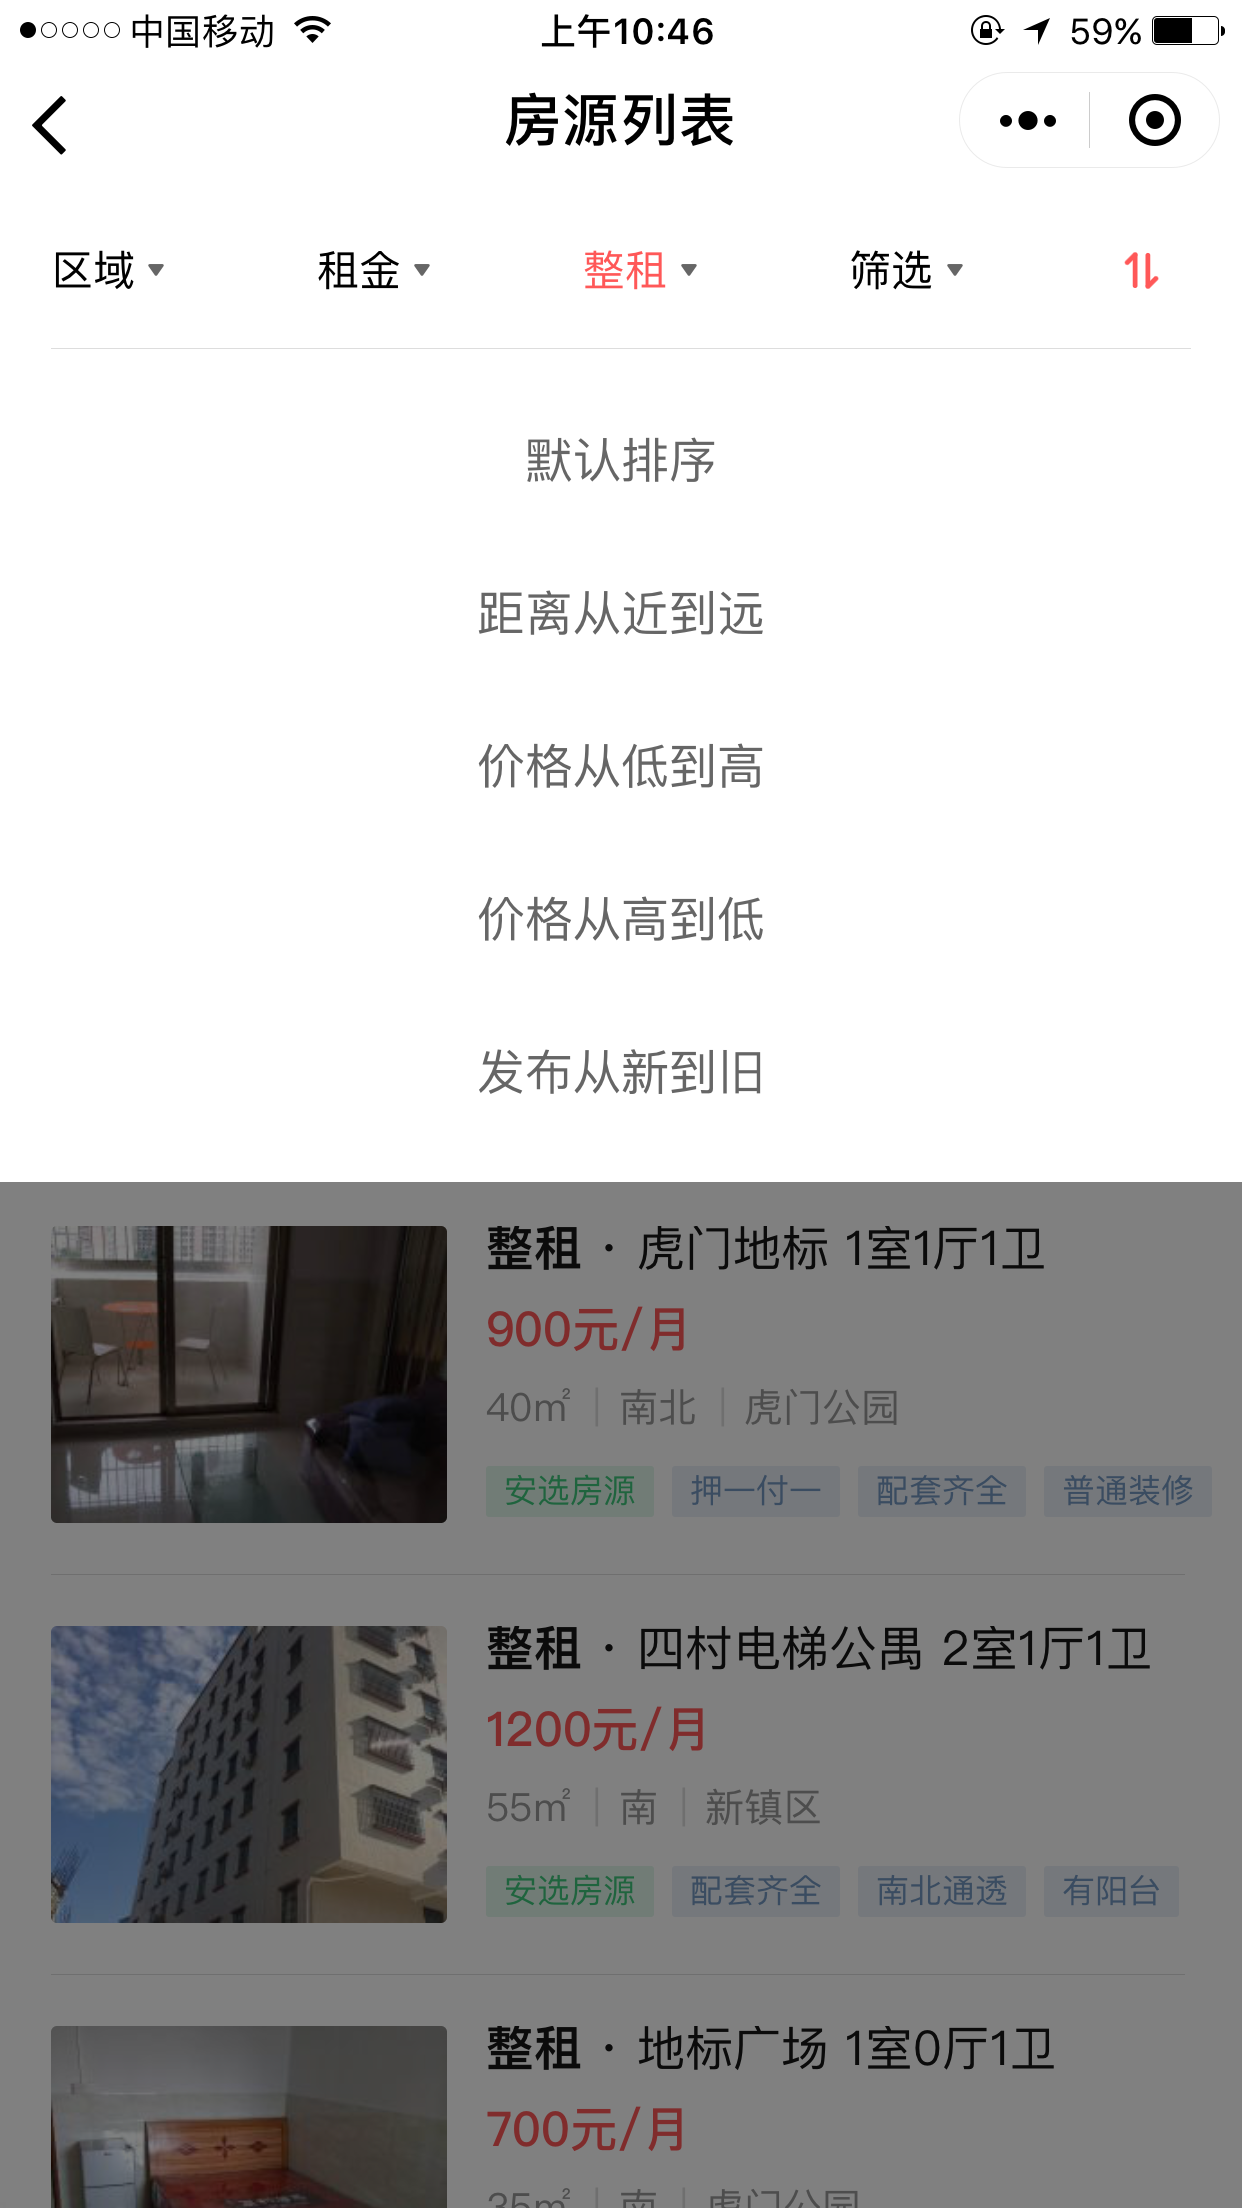 中国移动 上午10:46 59%
房源列表
区域 租金 整租 筛选
默认排序
距离从近到远
价格从低到高
价格从高到低
发布从新到旧
整租 · 虎门地标 1室1厅1卫
900元/月
40㎡ 南北 虎门公园
安选房源 押一付一 配套齐全 普通装修
整租 · 四村电梯公禺 2室1厅1卫
1200元/月
55㎡ 南 新镇区
安选房源 配套齐全 南北通透 有阳台
整租 · 地标广场 1室0厅1卫
700元/月
35㎡ 南 虎门公园